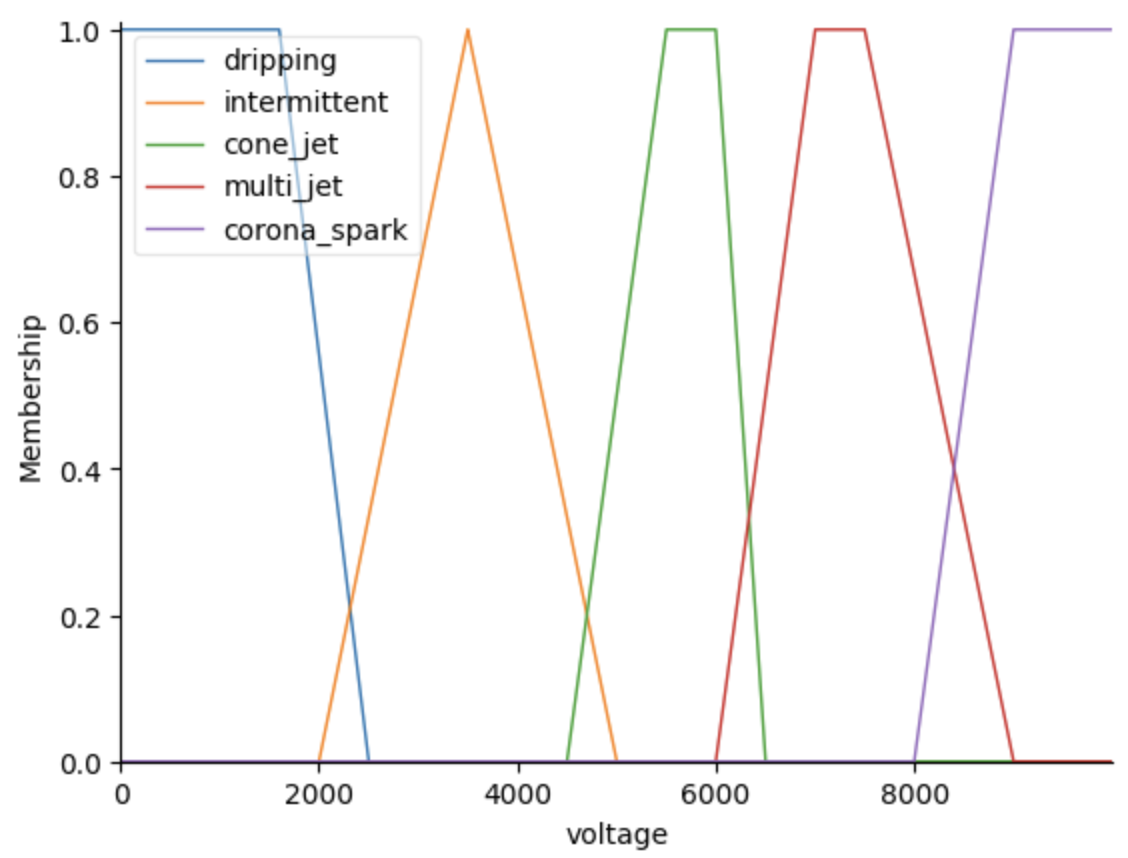 1.0
0.8
0.6
0.4
0.2
0.0
Membership
dripping
intermittent
cone_jet
multi_jet
corona_spark
0 2000 4000 6000 8000
voltage